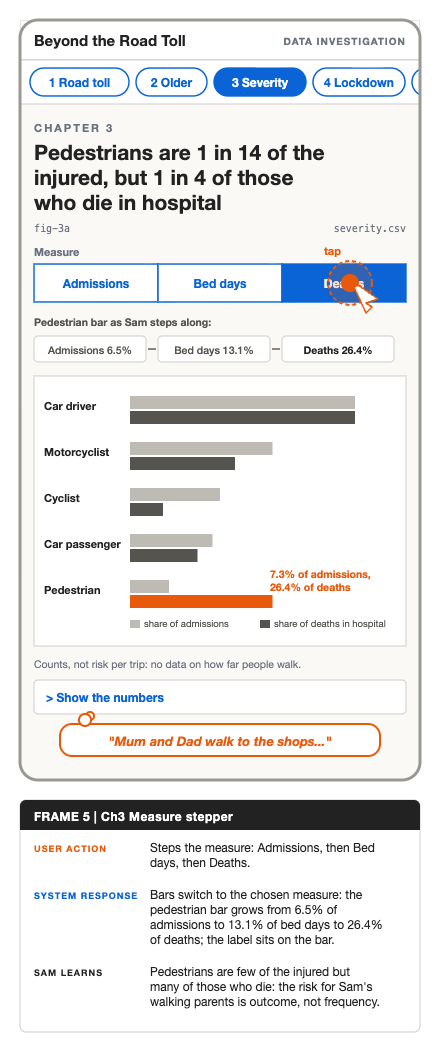 Beyond the Road Toll
DATA INVESTIGATION
1 Road toll
2 Older
3 Severity
4 Lockdown
CHAPTER 3
Pedestrians are 1 in 14 of the
injured, but 1 in 4 of those
who die in hospital
fig-3a
severity.csv
Measure
tap
Admissions
Bed days
Pedestrian bar as Sam steps along:
Admissions 6.5%
Bed days 13.1%
Deaths 26.4%
Car driver
Motorcyclist
Cyclist
Car passenger
7.3% of admissions,
26.4% of deaths
Pedestrian
share of admissions
share of deaths in hospital
Counts, not risk per trip: no data on how far people walk.
> Show the numbers
"Mum and Dad walk to the shops..."
FRAME 5 | Ch3 Measure stepper
USER ACTION
Steps the measure: Admissions, then Bed
days, then Deaths.
SYSTEM RESPONSE
Bars switch to the chosen measure: the
pedestrian bar grows from 6.5% of
admissions to 13.1% of bed days to 26.4%
of deaths; the label sits on the bar.
SAM LEARNS
Pedestrians are few of the injured but
many of those who die: the risk for Sam's
walking parents is outcome, not frequency.